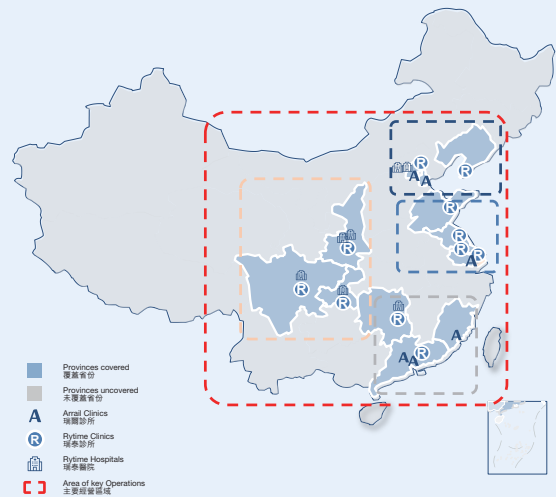 R
R
A A
R
R
R
R
R
A
R
R
R
A
R
A A
Provinces covered
覆蓋省份
Provinces uncovered
未覆蓋省份
A Arrail Clinics
瑞爾診所
R Rytime Clinics
瑞泰診所
Rytime Hospitals
瑞泰醫院
Area of key Operations
主要經營區域